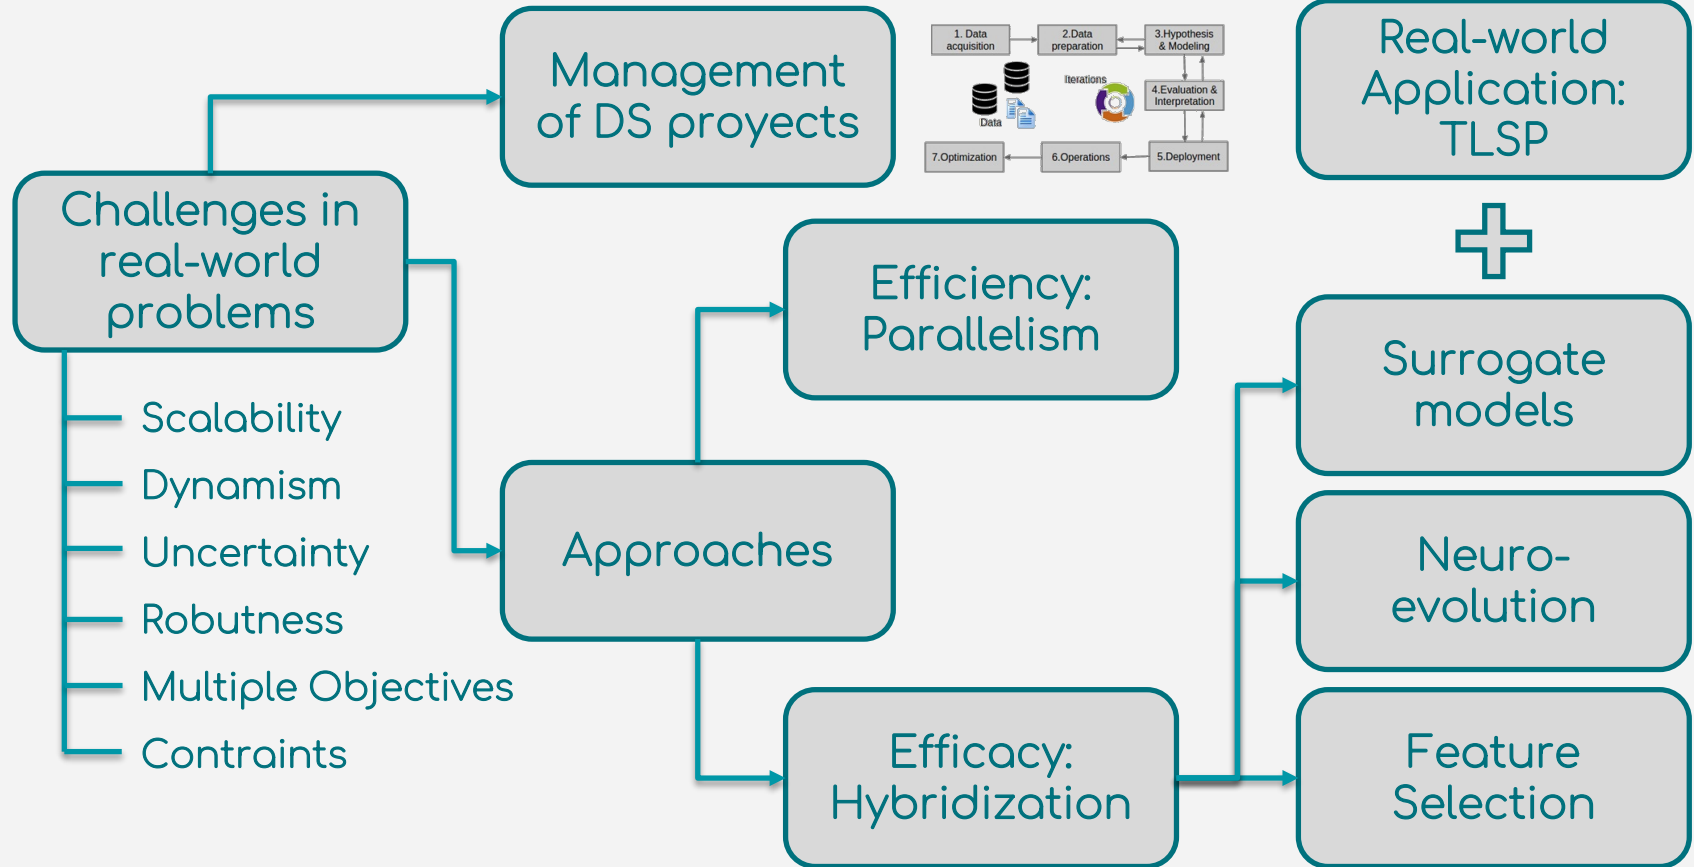 Management
of DS proyects
1. Data
acquisition
2.Data
preparation
3.Hypothesis
& Modeling
Iterations
4.Evaluation &
Interpretation
Data
7.Optimization
6.Operations
5.Deployment
Real-world
Application:
TLSP
Challenges in
real-world
problems
Scalability
Dynamism
Uncertainty
Robutness
Multiple Objectives
Contraints
Efficiency:
Parallelism
Approaches
Efficacy:
Hybridization
Surrogate
models
Neuro-
evolution
Feature
Selection